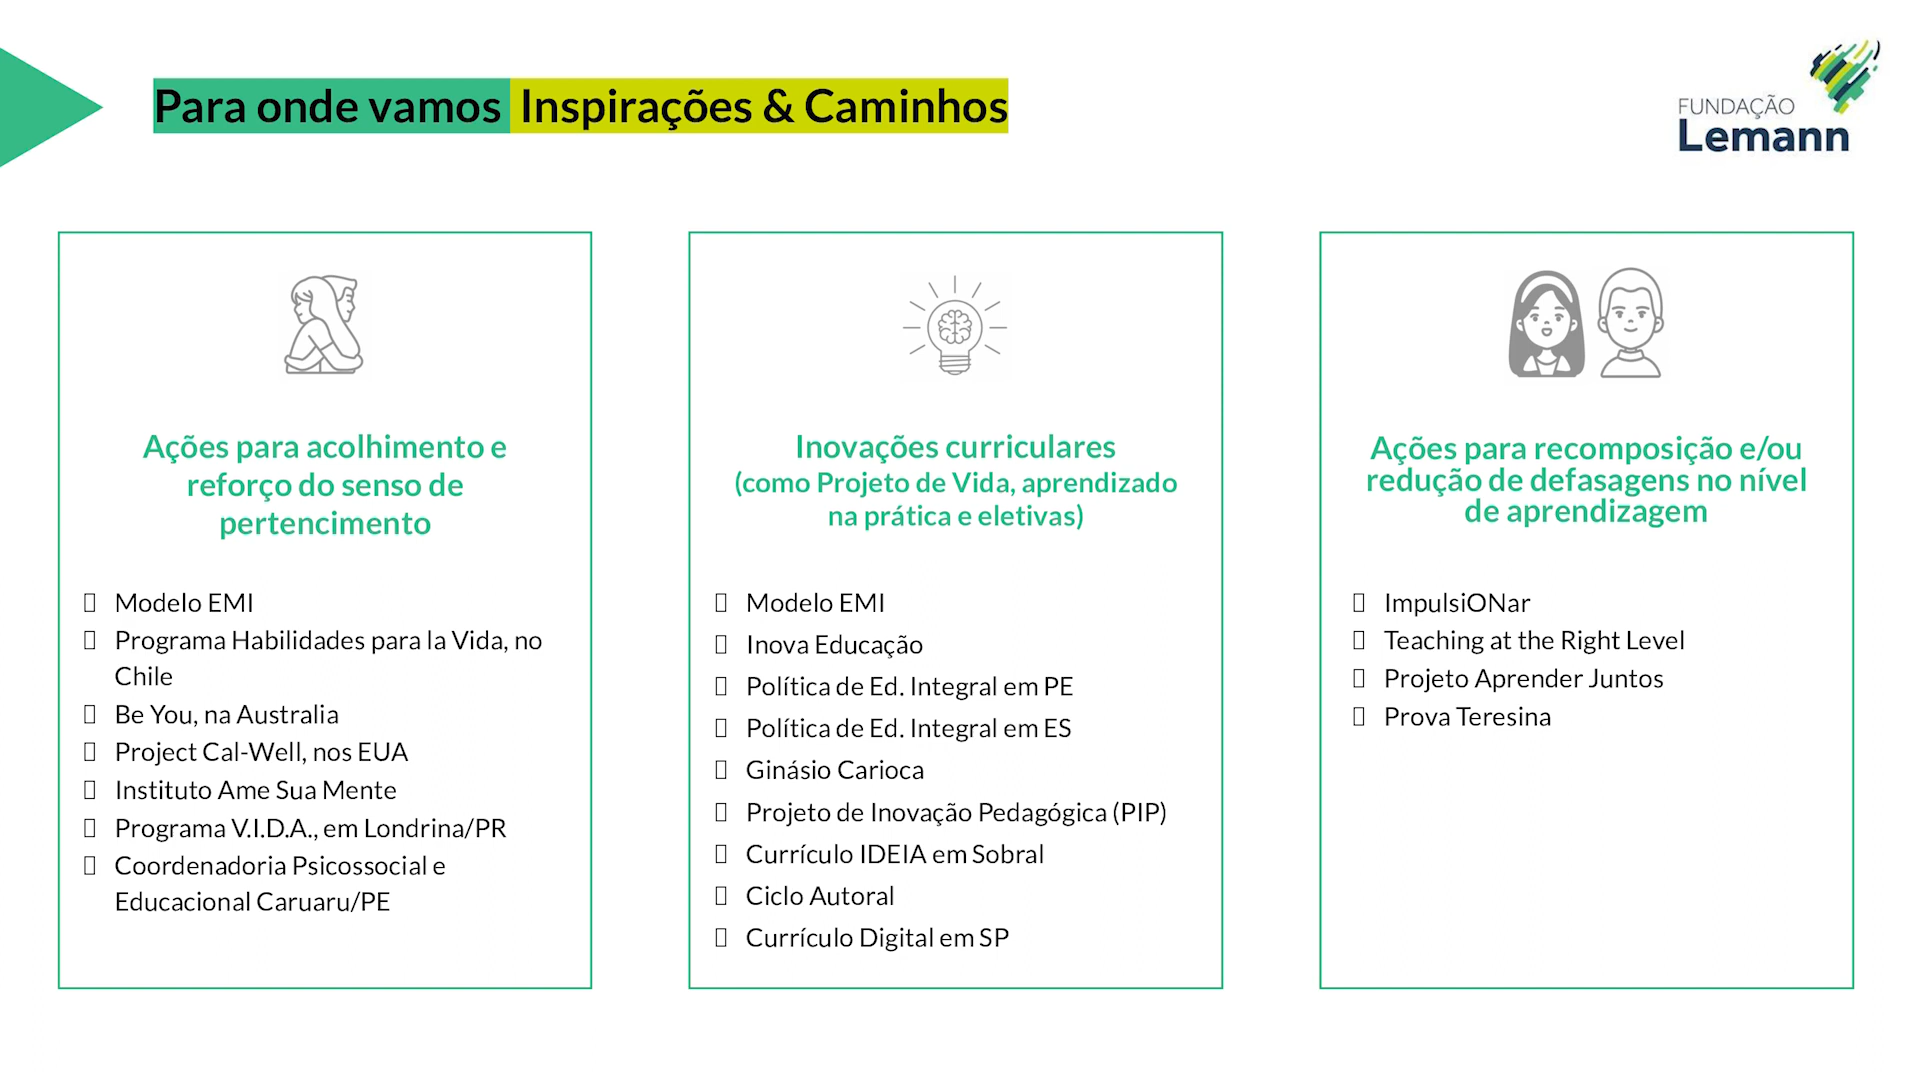 Para onde vamos Inspirações & Caminhos
FUNDAÇÃO
Lemann
Ações para acolhimento e
reforço do senso de
pertencimento
Modelo EMI
Programa Habilidades para la Vida, no
Chile
Be You, na Australia
Project Cal-Well, nos EUA
Instituto Ame Sua Mente
Programa V.I.D.A., em Londrina/PR
Coordenadoria Psicossocial e
Educacional Caruaru/PE
Inovações curriculares
(como Projeto de Vida, aprendizado
na prática e eletivas)
Modelo EMI
Inova Educação
Política de Ed. Integral em PE
Política de Ed. Integral em ES
Ginásio Carioca
Projeto de Inovação Pedagógica (PIP)
Currículo IDEIA em Sobral
Ciclo Autoral
Currículo Digital em SP
Ações para recomposição e/ou
redução de defasagens no nível
de aprendizagem
ImpulsiONar
Teaching at the Right Level
Projeto Aprender Juntos
Prova Teresina